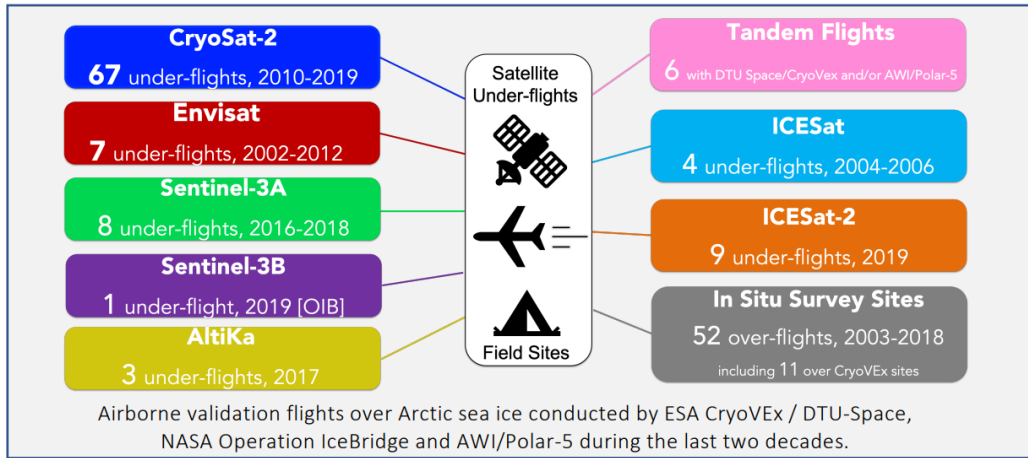 CryoSat-2
67 under-flights, 2010-2019
Envisat
7 under-flights, 2002-2012
Sentinel-3A
8 under-flights, 2016-2018
Sentinel-3B
1 under-flight, 2019 [OIB]
AltiKa
3 under-flights, 2017
Satellite
Under-flights
Field Sites
Tandem Flights
6 with DTU Space/CryoVex and/or AWI/Polar-5
ICESat
4 under-flights, 2004-2006
ICESat-2
9 under-flights, 2019
In Situ Survey Sites
52 over-flights, 2003-2018
including 11 over CryoVEx sites
Airborne validation flights over Arctic sea ice conducted by ESA CryoVEx / DTU-Space,
NASA Operation IceBridge and AWI/Polar-5 during the last two decades.